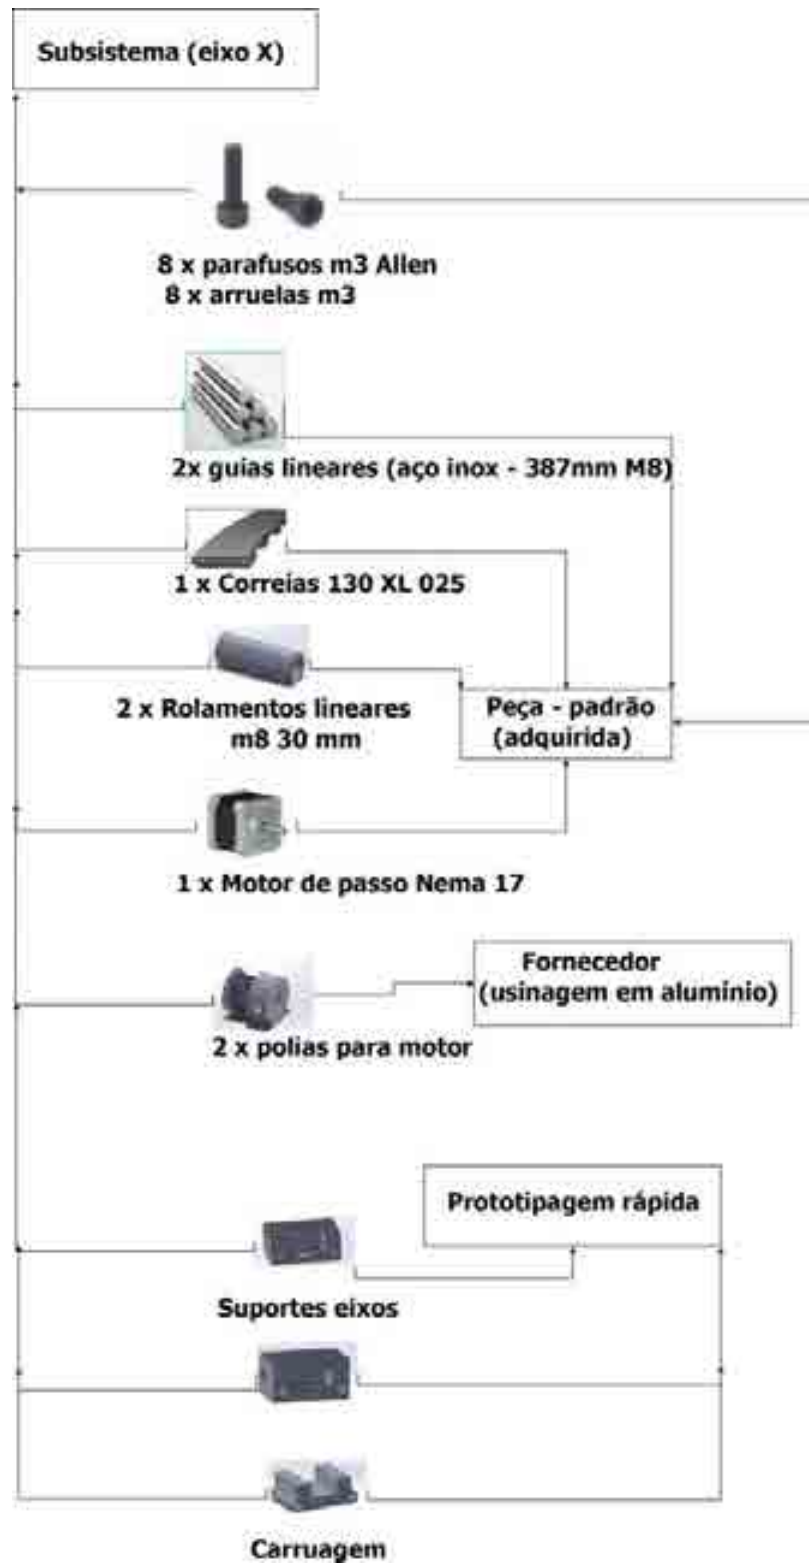 Subsistema (eixo X)
8 x parafusos m3 Allen
8 x arruelas m3
2x guias lineares (aço inox - 387mm M8)
1 x Correias 130 XL 025
2 x Rolamentos lineares
m8 30 mm
Peça - padrão
(adquirida)
1 x Motor de passo Nema 17
Fornecedor
(usinagem em alumínio)
2 x polias para motor
Prototipagem rápida
Suportes eixos
Carruagem